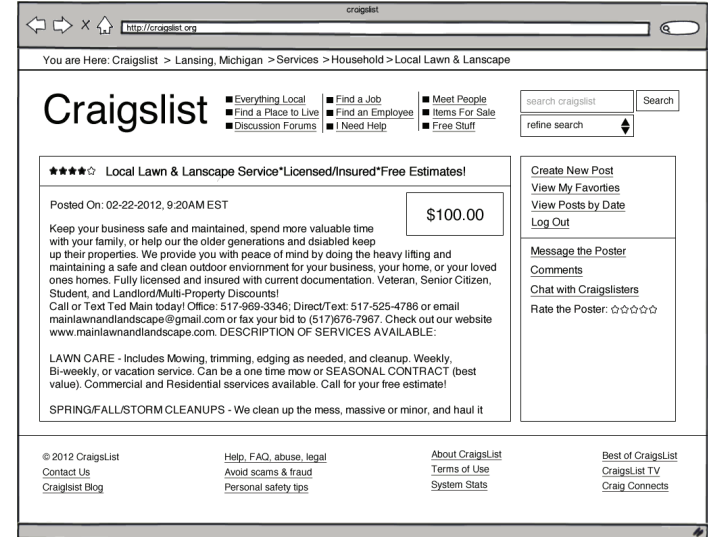 craigslist
http://craigslist.org
You are Here: Craigslist > Lansing, Michigan >Services >Household >Local Lawn & Lanscape
Craigslist
Everything Local
Find a Place to Live
Discussion Forums
Find a Job
Find an Employee
I Need Help
Meet People
Items For Sale
Free Stuff
search craigslist
Search
refine search
Local Lawn & Lanscape Service*Licensed/Insured*Free Estimates!
Posted On: 02-22-2012, 9:20AM EST
$100.00
Keep your business safe and maintained, spend more valuable time
with your family, or help our the older generations and dsiabled keep
up their properties. We provide you with peace of mind by doing the heavy lifting and
maintaining a safe and clean outdoor enviornment for your business, your home, or your loved
ones homes. Fully licensed and insured with current documentation. Veteran, Senior Citizen,
Student, and Landlord/Multi-Property Discounts!
Call or Text Ted Main today! Office: 517-969-3346; Direct/Text: 517-525-4786 or email
mainlawnandlandscape@gmail.com or fax your bid to (517)676-7967. Check out our website
www.mainlawnandlandscape.com. DESCRIPTION OF SERVICES AVAILABLE:
LAWN CARE - Includes Mowing, trimming, edging as needed, and cleanup. Weekly,
Bi-weekly, or vacation service. Can be a one time mow or SEASONAL CONTRACT (best
value). Commercial and Residential sservices available. Call for your free estimate!
SPRING/FALL/STORM CLEANUPS - We clean up the mess, massive or minor, and haul it
Create New Post
View My Favorties
View Posts by Date
Log Out
Message the Poster
Comments
Chat with Craigslisters
Rate the Poster: ☆☆☆☆☆
© 2012 CraigsList
Contact Us
Craiglsist Blog
Help, FAQ, abuse, legal
Avoid scams & fraud
Personal safety tips
About CraigsList
Terms of Use
System Stats
Best of CraigsList
CraigsList TV
Craig Connects